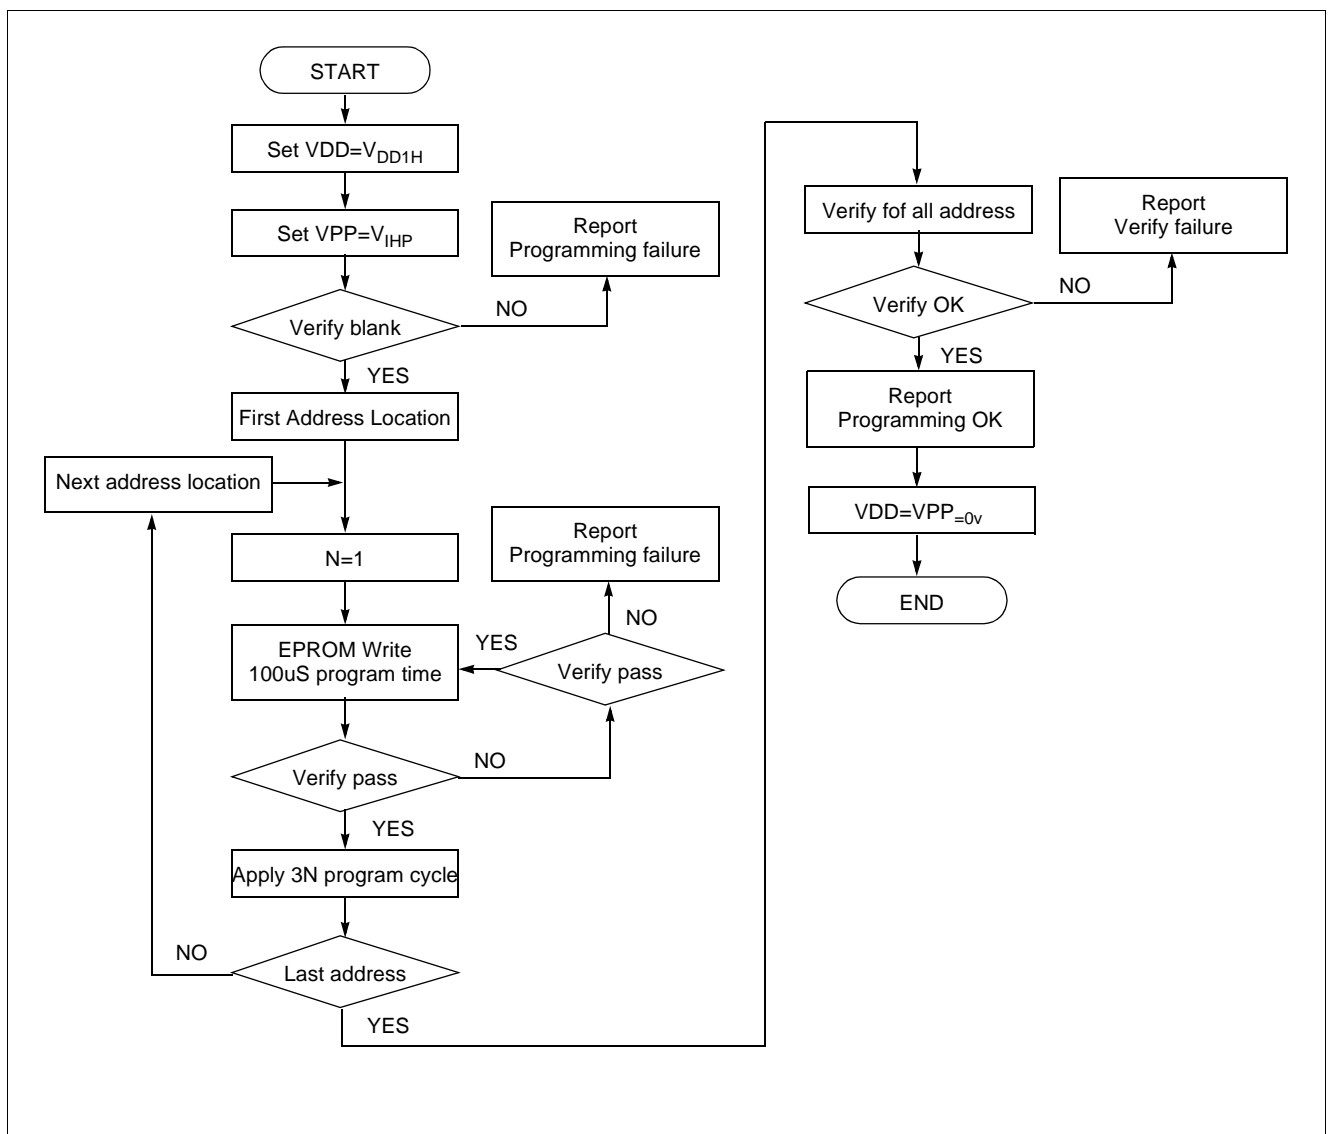 START
Set VDD=VDD1H
Set VPP=VIHP
Report
Programming failure
NO
Verify blank
YES
First Address Location
Next address location
N=1
Report
Programming failure
NO
YES
EPROM Write
100uS program time
Verify pass
NO
Verify pass
YES
Apply 3N program cycle
NO
Last address
YES
Verify fof all address
Report
Verify failure
NO
Verify OK
YES
Report
Programming OK
VDD=VPP=0v
END